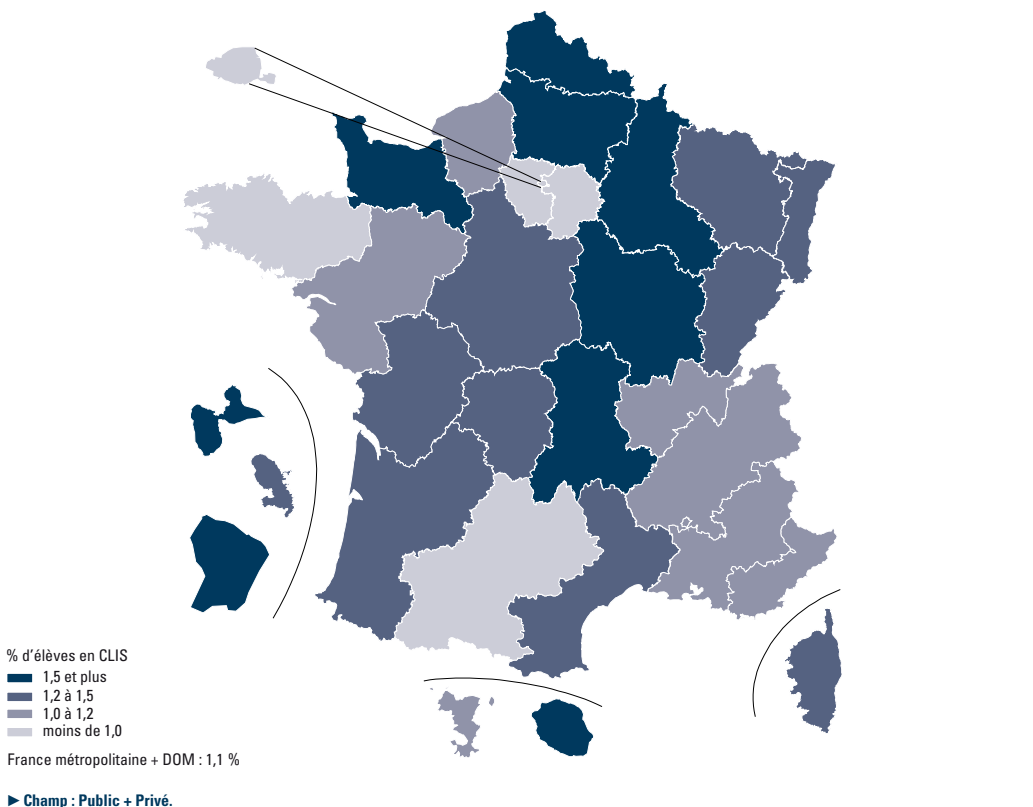 % d'élèves en CLIS
1,5 et plus
1,2 à 1,5
1,0 à 1,2
moins de 1,0
France métropolitaine + DOM : 1,1 %
►Champ : Public + Privé.